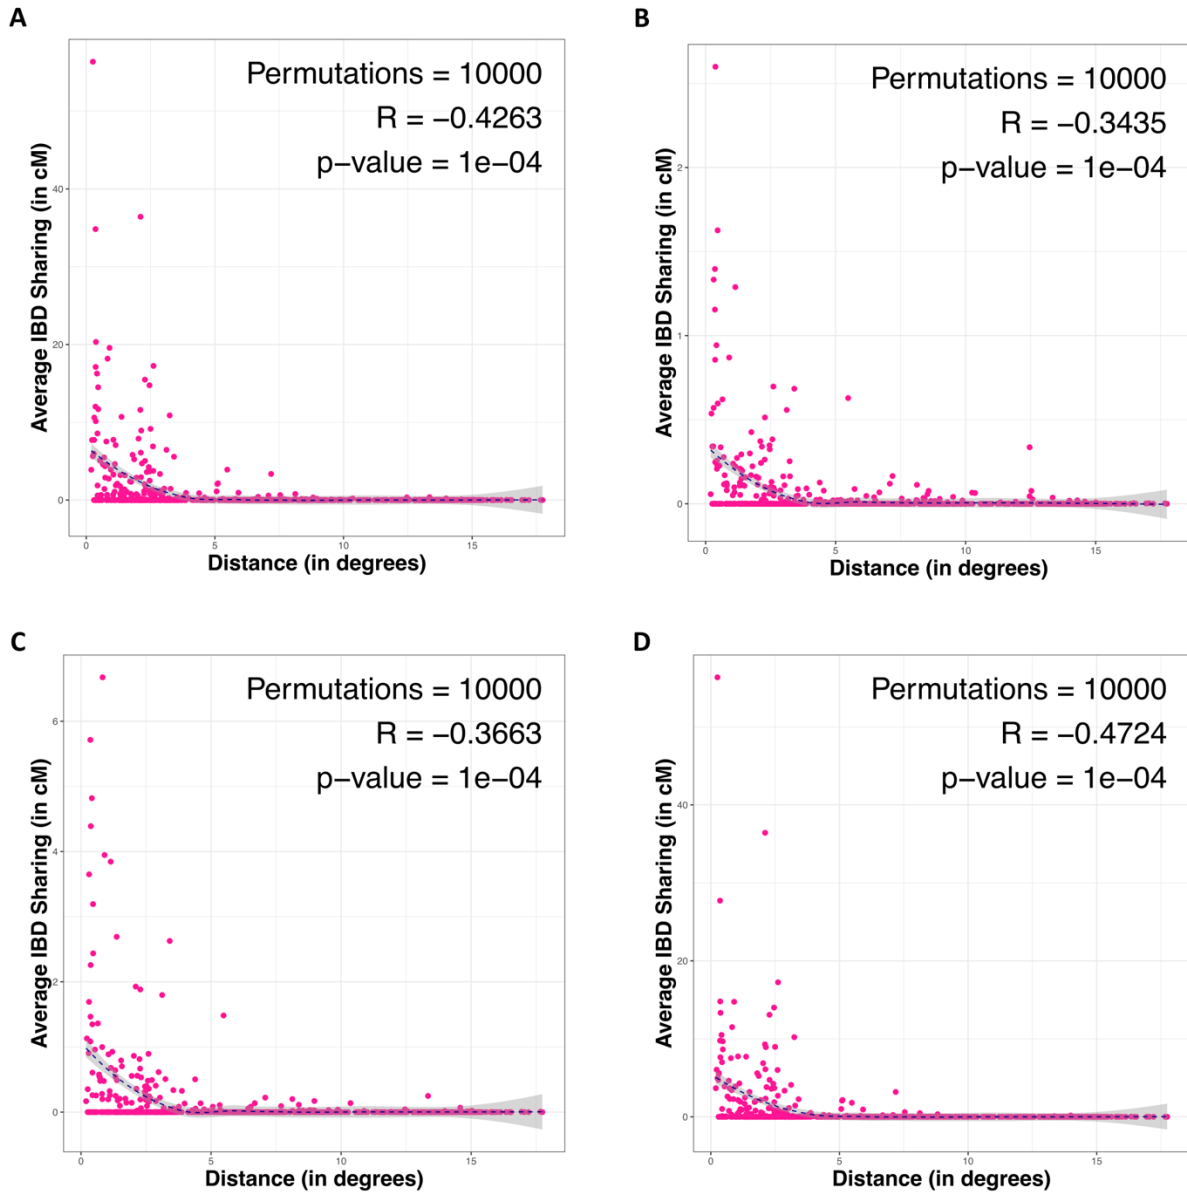 A
Permutations = 10000
R = −0.4263
p−value = 1e−04
Average IBD Sharing (in cM)
40
20
0
0 5 10 15
Distance (in degrees)
B
Permutations = 10000
R = −0.3435
p−value = 1e−04
Average IBD Sharing (in cM)
2
1
0
0 5 10 15
Distance (in degrees)
C
Permutations = 10000
R = −0.3663
p−value = 1e−04
Average IBD Sharing (in cM)
6
4
2
0
0 5 10 15
Distance (in degrees)
D
Permutations = 10000
R = −0.4724
p−value = 1e−04
Average IBD Sharing (in cM)
40
20
0
0 5 10 15
Distance (in degrees)